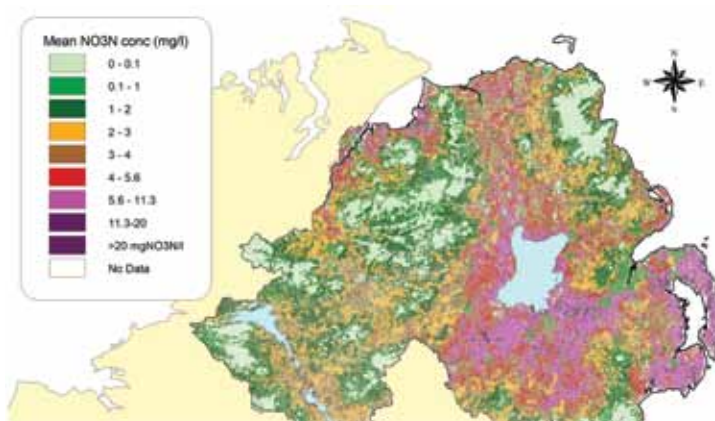 Mean NO3N conc (mg/l)
0 - 0.1
0.1 - 1
1 - 2
2 - 3
3 - 4
4 - 5.6
5.6 - 11.3
11.3-20
>20 mgNO3N/l
No Data
N
W
E
S